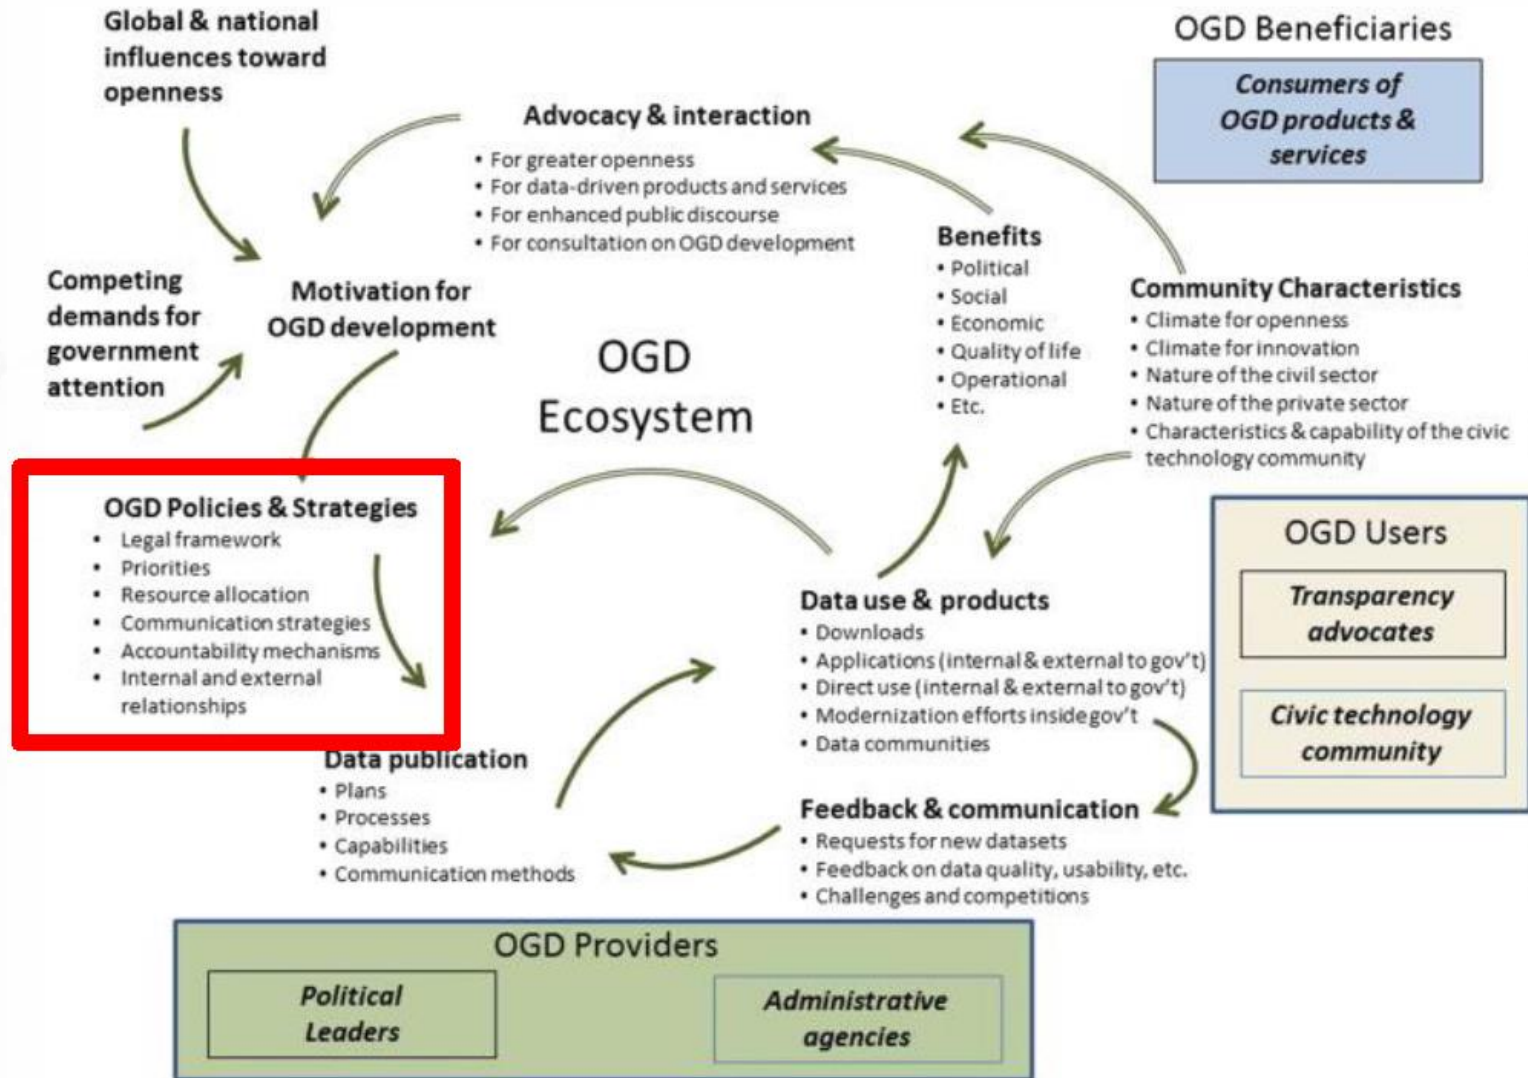 Global & national
influences toward
openness
OGD Beneficiaries
Consumers of
OGD products &
services
Advocacy & interaction
• For greater openness
• For data-driven products and services
• For enhanced public discourse
• For consultation on OGD development
Competing
demands for
government
attention
Motivation for
OGD development
OGD
Ecosystem
Benefits
• Political
• Social
• Economic
• Quality of life
• Operational
• Etc.
Community Characteristics
• Climate for openness
• Climate for innovation
• Nature of the civil sector
• Nature of the private sector
• Characteristics & capability of the civic
technology community
OGD Policies & Strategies
• Legal framework
• Priorities
• Resource allocation
• Communication strategies
• Accountability mechanisms
• Internal and external
relationships
OGD Users
Transparency
advocates
Civic technology
community
Data use & products
• Downloads
• Applications (internal & external to gov't)
• Direct use (internal & external to gov't)
• Modernization efforts inside gov't
• Data communities
Data publication
• Plans
• Processes
• Capabilities
• Communication methods
Feedback & communication
• Requests for new datasets
• Feedback on data quality, usability, etc.
• Challenges and competitions
OGD Providers
Political
Leaders
Administrative
agencies